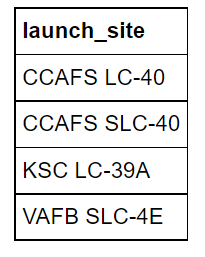 launch_site
CCAFS LC-40
CCAFS SLC-40
KSC LC-39A
VAFB SLC-4E